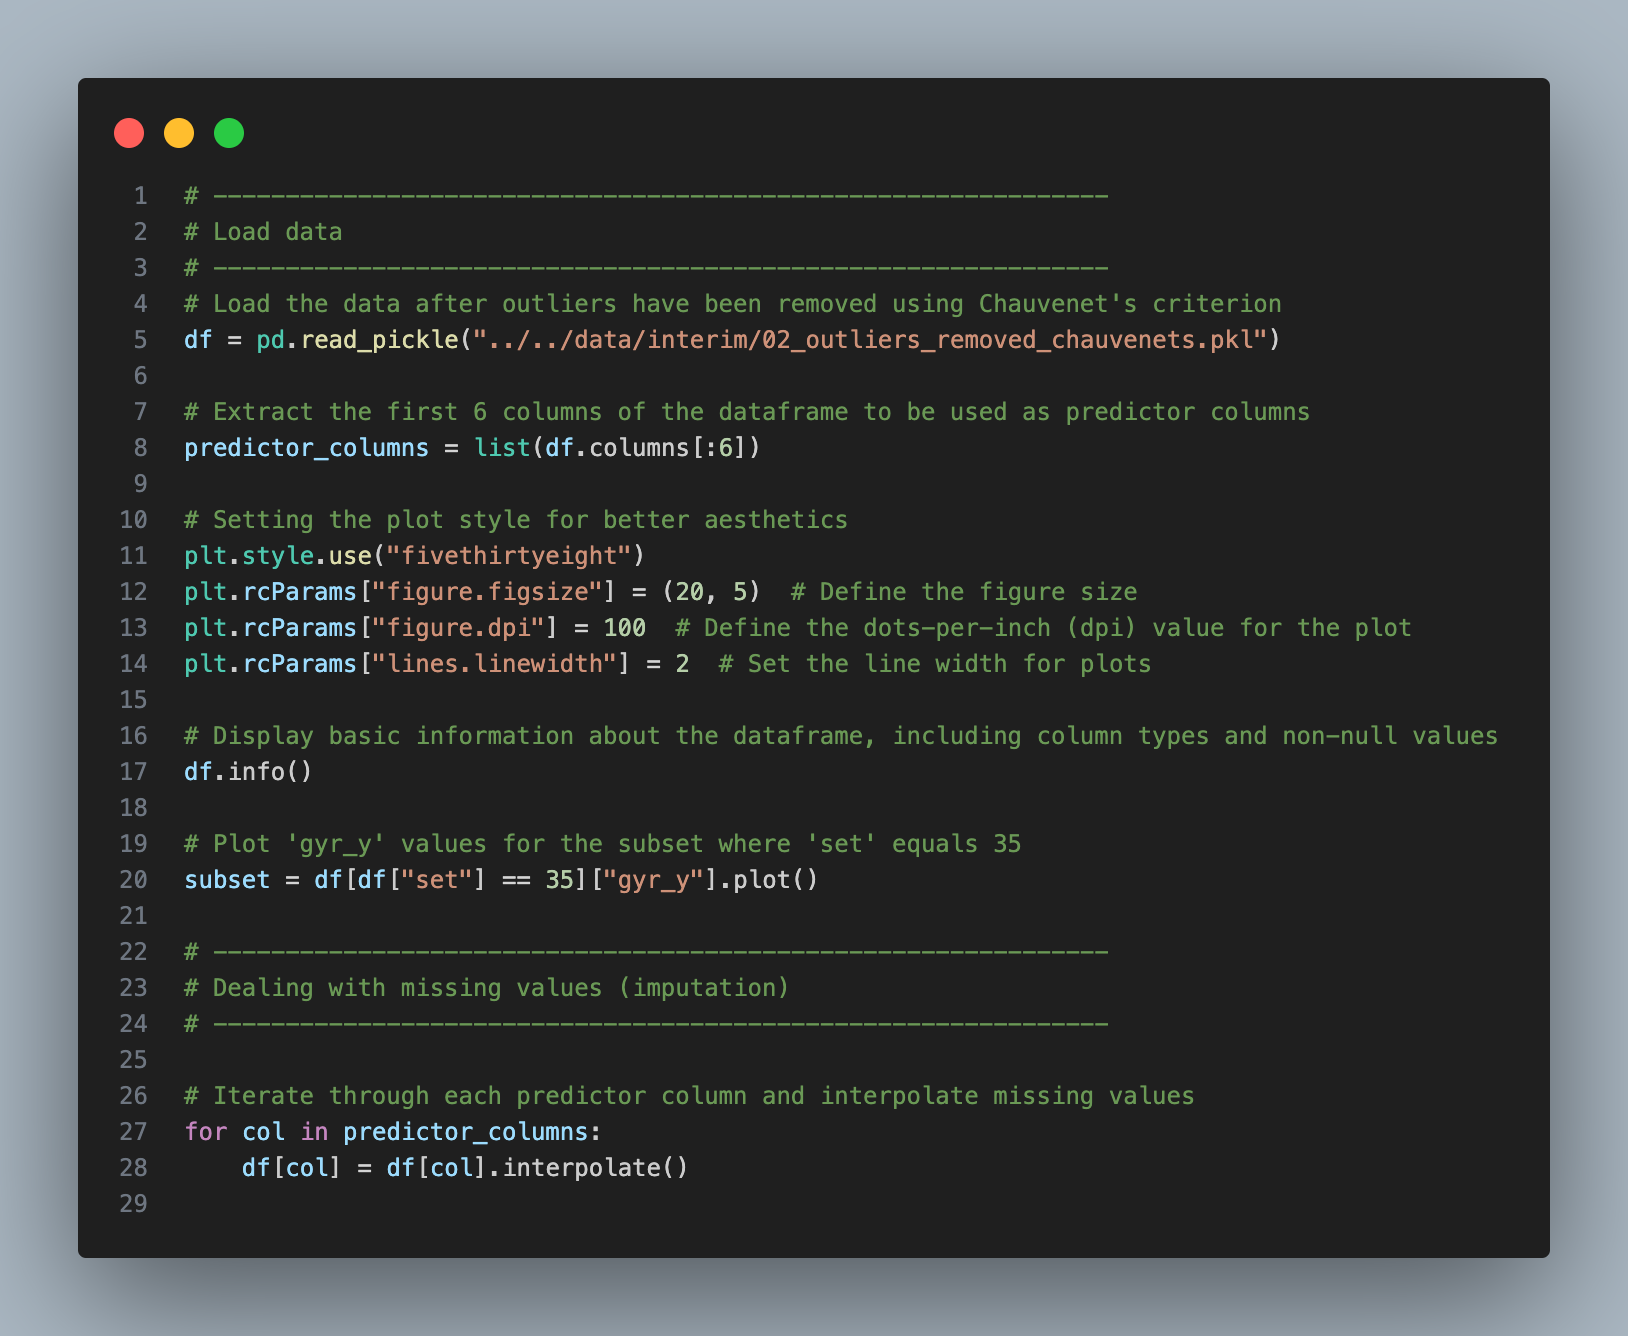 1 # --------------------------------------------------------------
2 # Load data
3 # --------------------------------------------------------------
4 # Load the data after outliers have been removed using Chauvenet's criterion
5 df = pd.read_pickle("../../data/interim/02_outliers_removed_chauvenets.pkl")
6
7 # Extract the first 6 columns of the dataframe to be used as predictor columns
8 predictor_columns = list(df.columns[:6])
9
10 # Setting the plot style for better aesthetics
11 plt.style.use("fivethirtyeight")
12 plt.rcParams["figure.figsize"] = (20, 5)  # Define the figure size
13 plt.rcParams["figure.dpi"] = 100  # Define the dots-per-inch (dpi) value for the plot
14 plt.rcParams["lines.linewidth"] = 2  # Set the line width for plots
15
16 # Display basic information about the dataframe, including column types and non-null values
17 df.info()
18
19 # Plot 'gyr_y' values for the subset where 'set' equals 35
20 subset = df[df["set"] == 35]["gyr_y"].plot()
21
22 # --------------------------------------------------------------
23 # Dealing with missing values (imputation)
24 # --------------------------------------------------------------
25
26 # Iterate through each predictor column and interpolate missing values
27 for col in predictor_columns:
28     df[col] = df[col].interpolate()
29